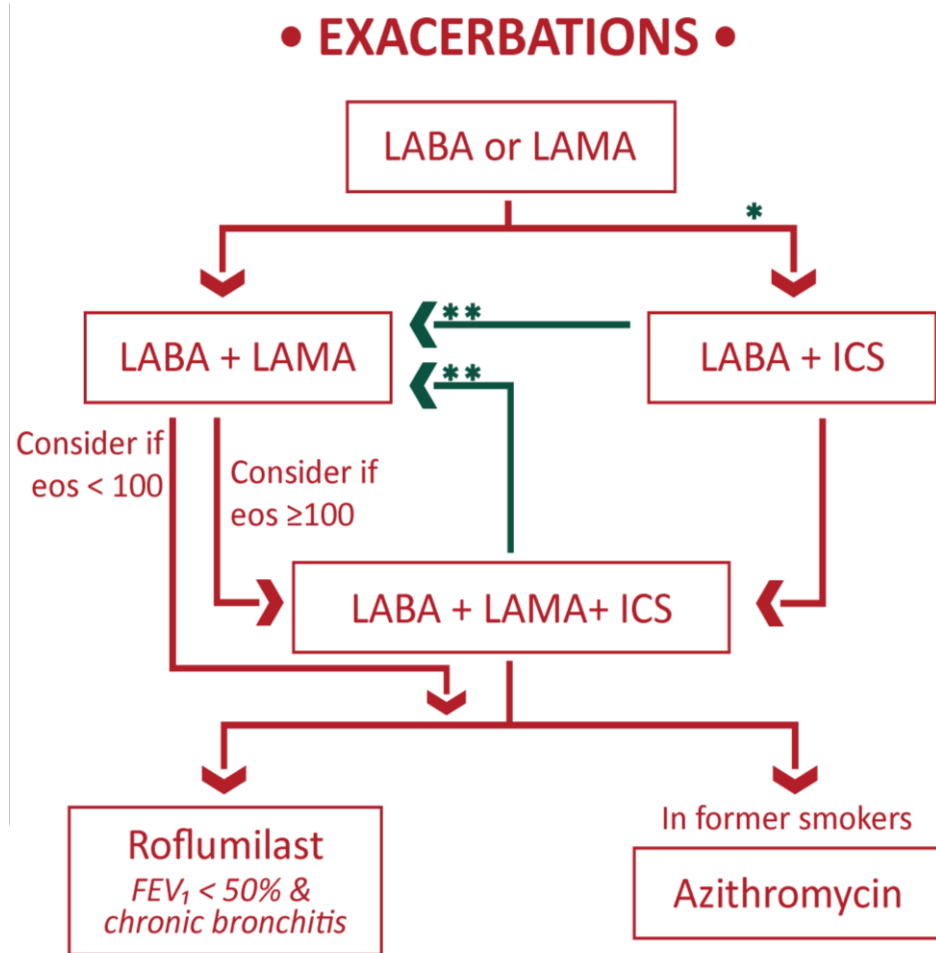 • EXACERBATIONS •
LABA or LAMA
*
**
LABA + LAMA
LABA + ICS
**
Consider if
eos < 100
Consider if
eos ≥100
LABA + LAMA+ ICS
Roflumilast
FEV₁ < 50% &
chronic bronchitis
In former smokers
Azithromycin